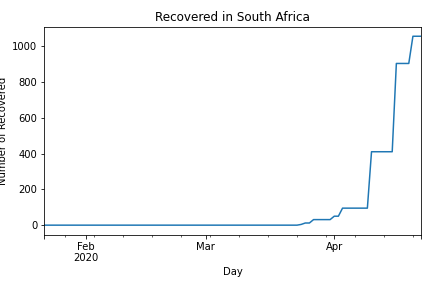 Recovered in South Africa
Number of Recovered
1000
800
600
400
200
0
Feb
2020
Mar
Apr
Day